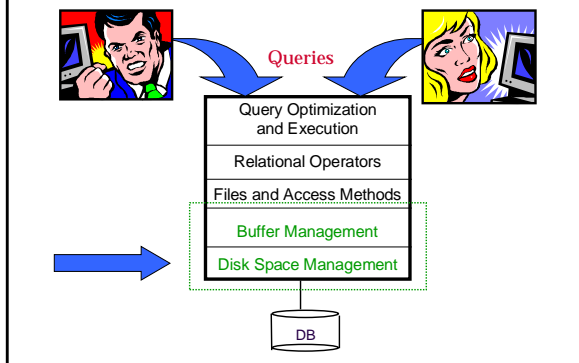 Queries
Query Optimization
and Execution
Relational Operators
Files and Access Methods
Buffer Management
Disk Space Management
DB